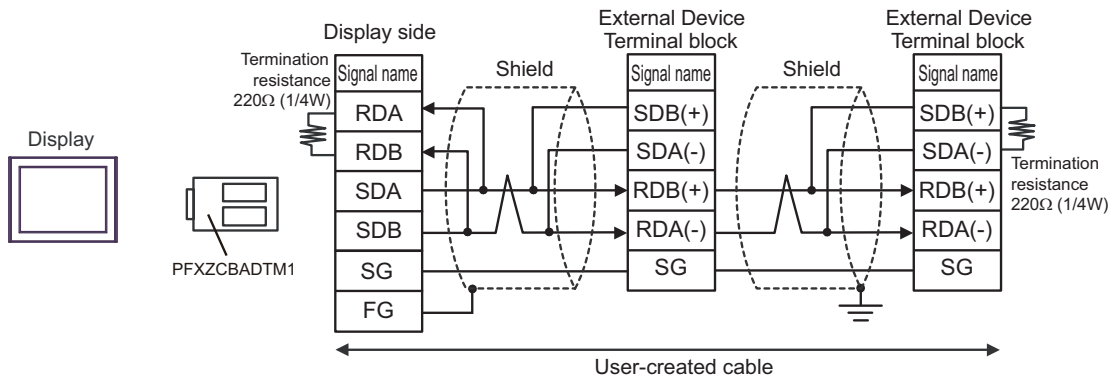 Display
PFXZCBADTM1
Termination
resistance
220Ω (1/4W)
Display side
Signal name
RDA
RDB
SDA
SDB
SG
FG
Shield
External Device
Terminal block
Signal name
SDB(+)
SDA(-)
RDB(+)
RDA(-)
SG
Shield
External Device
Terminal block
Signal name
SDB(+)
SDA(-)
RDB(+)
RDA(-)
SG
Termination
resistance
220Ω (1/4W)
User-created cable